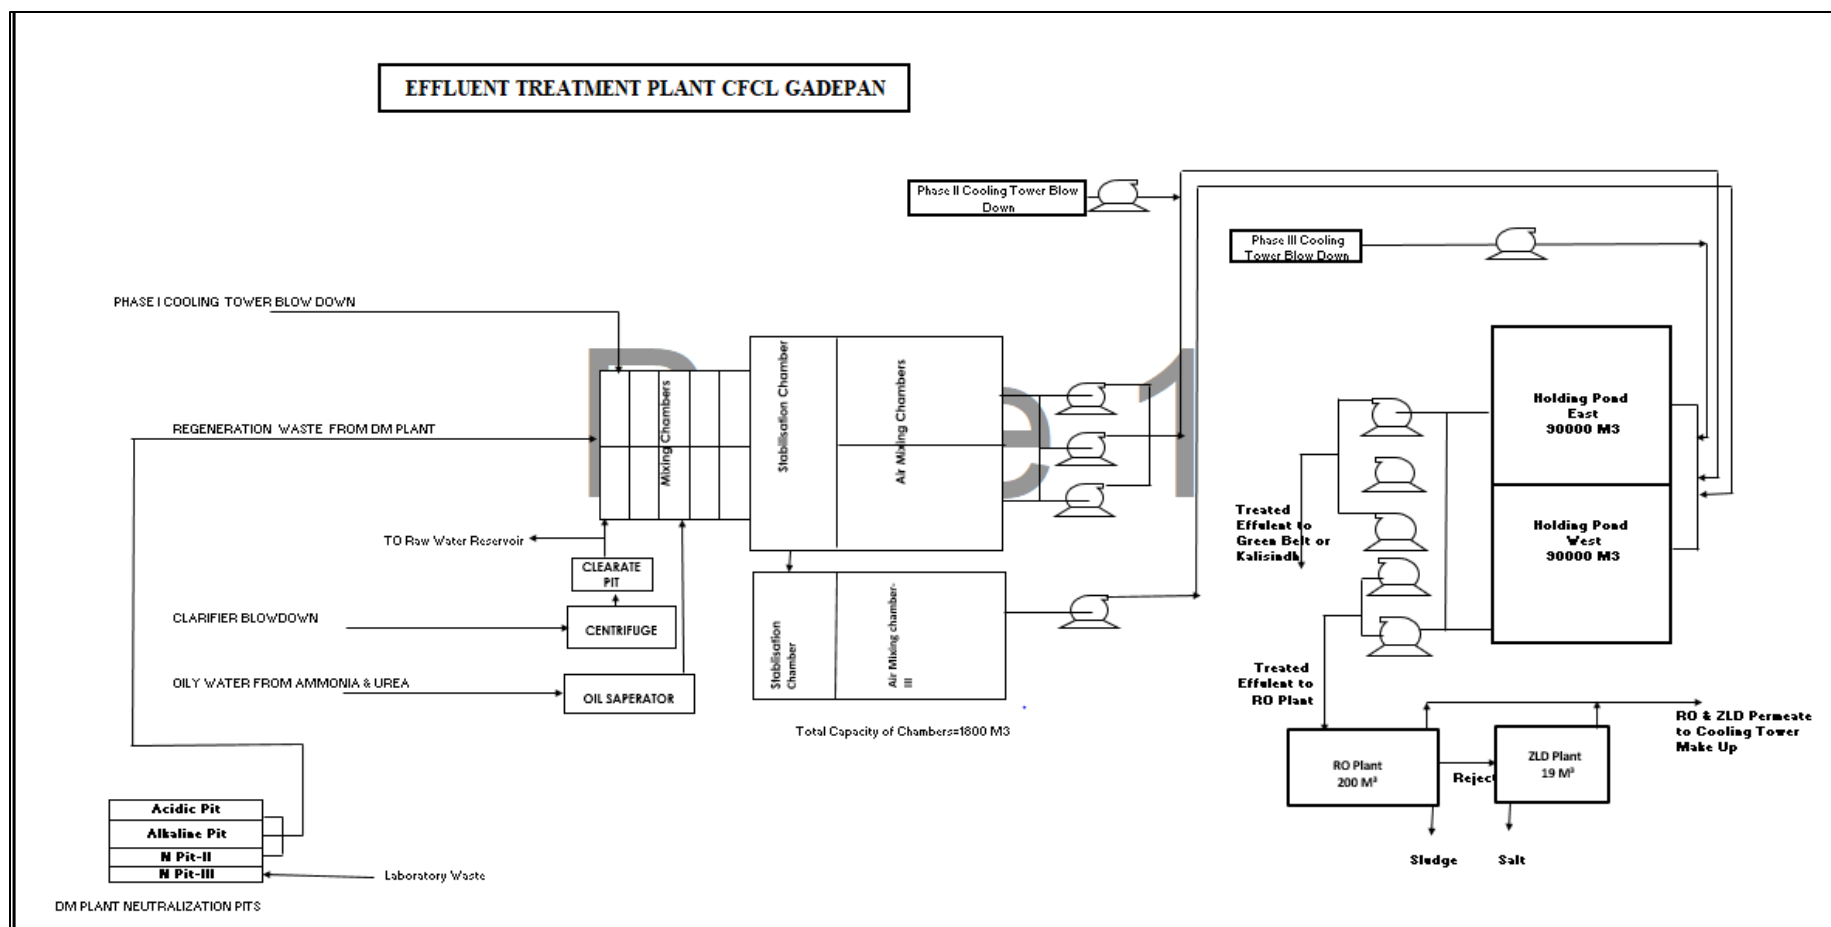 EFFLUENT TREATMENT PLANT CFCL GADEPAN
Phase II Cooling Tower Blow
Down
Phase III Cooling
Tower Blow Down
PHASE I COOLING TOWER BLOW DOWN
REGENERATION WASTE FROM DM PLANT
Mixing Chambers
Stabilisation Chamber
Air Mixing Chambers
Holding Pond
East
90000 M3
Holding Pond
West
90000 M3
Treated
Effulent to
Green Belt or
Kalisindh
TO Raw Water Reservoir
CLEARATE
PIT
CLARIFIER BLOWDOWN
CENTRIFUGE
OILY WATER FROM AMMONIA & UREA
OIL SAPERATOR
Stablisation
Chamber
Air Mixing chamber-
III
Total Capacity of Chambers=1800 M3
Treated
Effulent to
RO Plant
RO & ZLD Permeate
to Cooling Tower
Make Up
RO Plant
200 M³
Reject
ZLD Plant
19 M³
Sludge
Salt
Acidic Pit
Alkaline Pit
N Pit-II
N Pit-III
Laboratory Waste
DM PLANT NEUTRALIZATION PITS